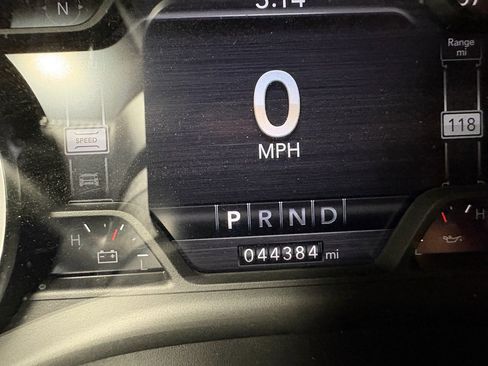 N
Range
mi
0
MPH
SPEED
118
P R N D
H
L
044384 mi